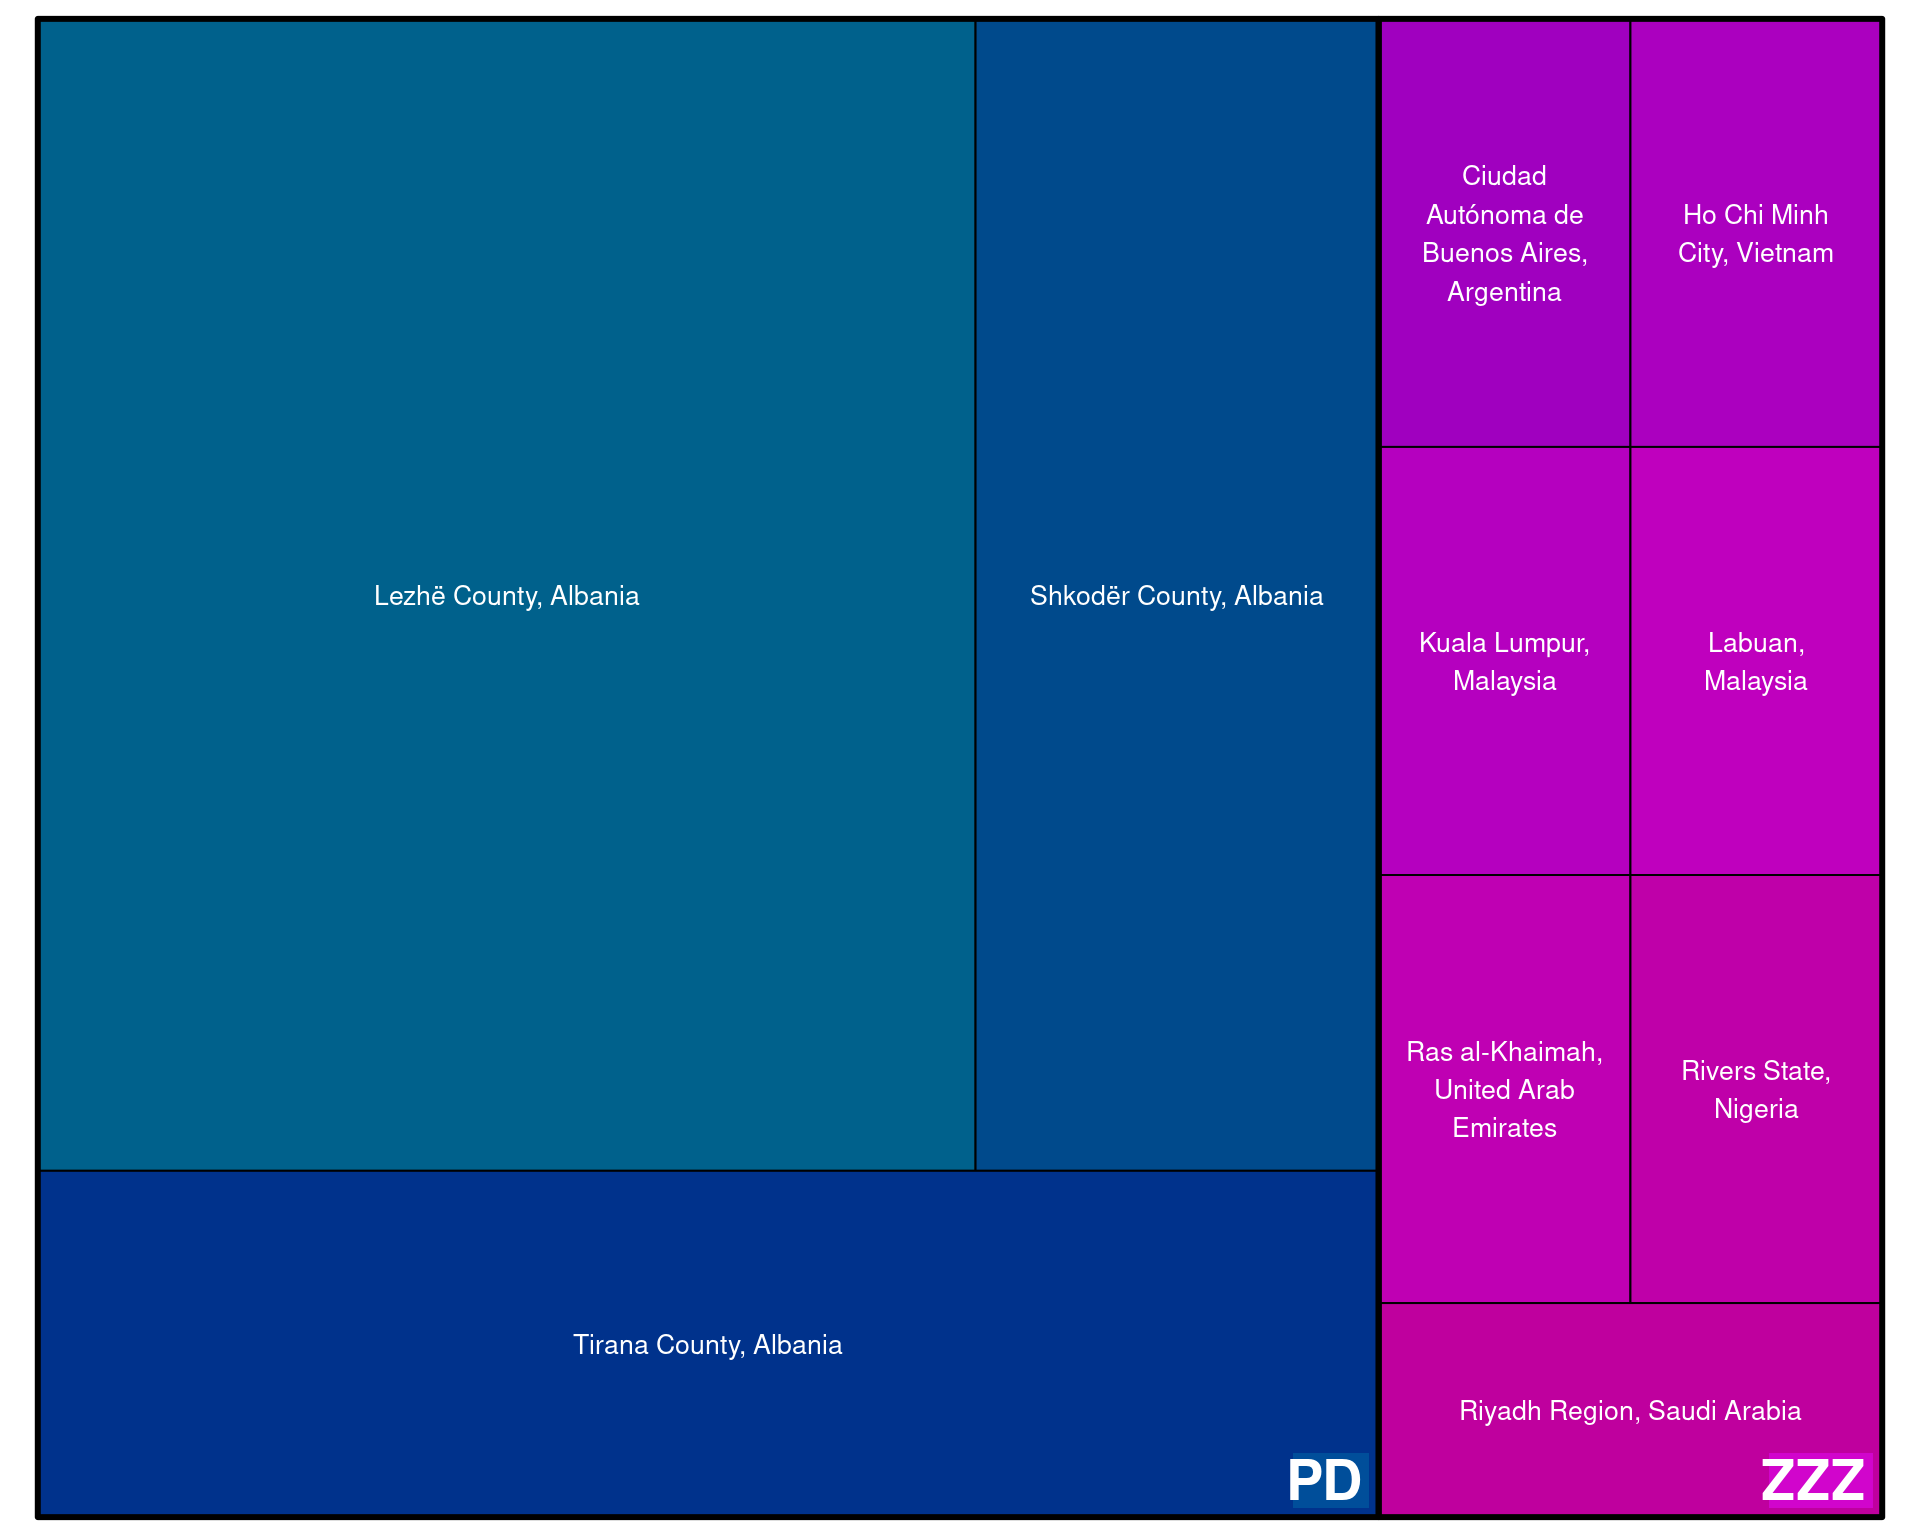 Lezhë County, Albania
Shkodër County, Albania
Tirana County, Albania
PD
Ciudad
Autónoma de
Buenos Aires,
Argentina
Ho Chi Minh
City, Vietnam
Kuala Lumpur,
Malaysia
Labuan,
Malaysia
Ras al-Khaimah,
United Arab
Emirates
Rivers State,
Nigeria
Riyadh Region, Saudi Arabia
ZZZ